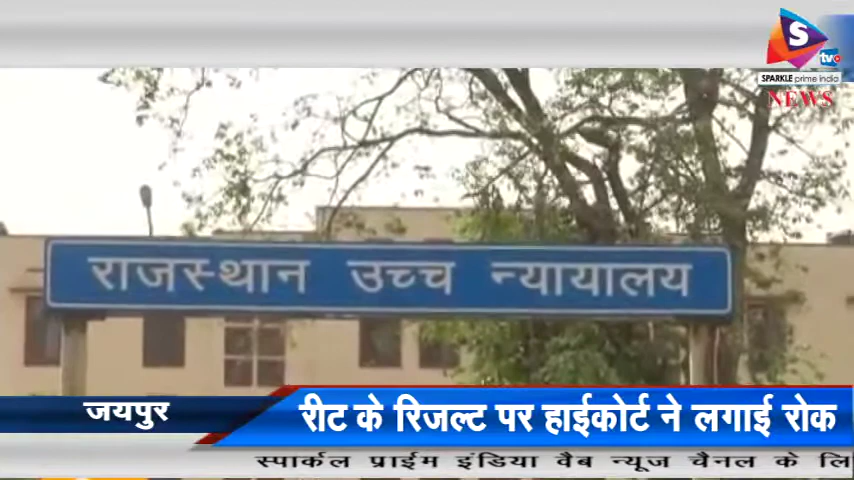 S
tv
SPARKLE prime india
NEWS
राजस्थान उच्च न्यायालय
जयपुर
रीट के रिजल्ट पर हाईकोर्ट ने लगाई रोक
स्पार्कल प्राईम इंडिया वैब न्यूज चैनल के लि